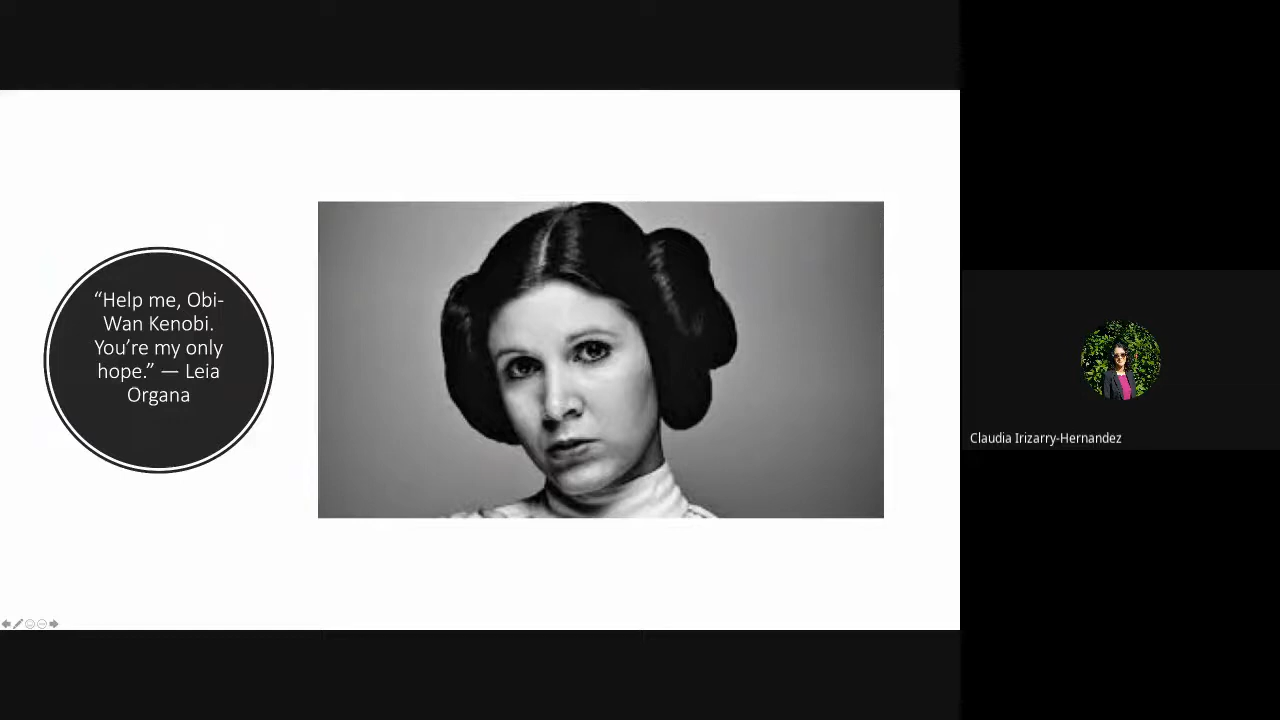 “Help me, Obi-
Wan Kenobi.
You’re my only
hope.” — Leia
Organa
Claudia Irizarry-Hernandez